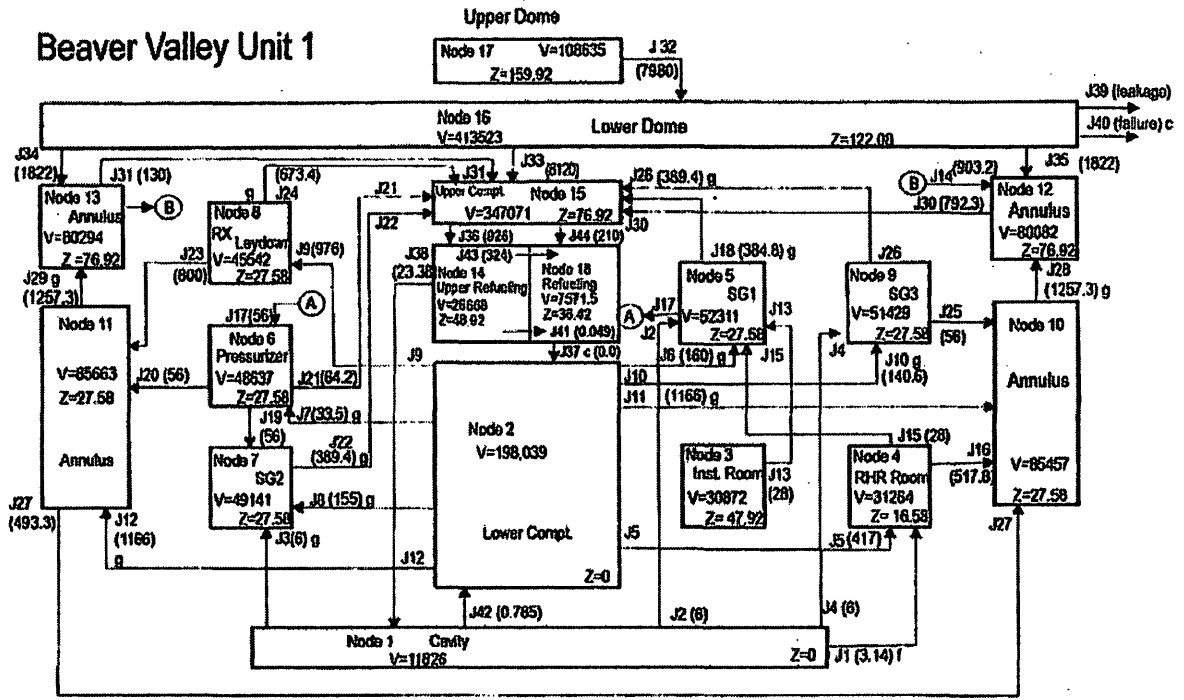 Beaver Valley Unit 1
Upper Dome
Node 17 V=108635
Z=159.92
J 32
(7980)
J39 (leakage)
J40 (failure) c
Node 16
V=413523
Lower Dome
Z=122.08
J34
(1822)
J31 (130)
(673.4)
J24
g
J31
J33
(8120)
J26 (389.4) g
B
J14
(903.2)
J35
(1822)
Node 13
Annulus
V=80294
Z=76.92
B
Node 8
RX
Leydown
V=45542
Z=27.58
J21
J22
Upper Compt.
Node 15
V=347071
Z=76.92
J30
J30 (792.3)
Node 12
Annulus
V=80082
Z=76.92
J23
(800)
J9(976)
J38
(23.38)
J36 (926)
J44 (210)
J43 (324)
Node 14
Upper Refueling
V=26668
Z=48.92
Node 18
Refueling
V=7571.5
Z=36.42
J41 (0.049)
J37 c (0.0)
J18 (384.8) g
Node 5
SG1
V=52311
Z=27.58
A
J17
J2
J13
J15
J26
Node 9
SG3
V=51429
Z=27.58
J4
J25
(56)
J10 g
(140.6)
J28
(1257.3) g
J29 g
(1257.3)
Node 11
V=85663
Z=27.58
Annulus
J17(56)
A
Node 6
Pressurizer
V=48637
Z=27.58
J20 (56)
J21(64.2)
J9
J6 (160) g
J10
J11
(1166) g
J19
(56)
J7(33.5) g
J22
(389.4) g
Node 7
SG2
V=49141
Z=27.58
J8 (155) g
J3(6) g
Node 2
V=198,039
Lower Compt.
Z=0
Node 3
Inst. Room
V=30872
Z= 47.92
J13
(28)
J15 (28)
Node 4
RHR Room
V=31264
Z= 16.58
J16
(517.8)
Node 10
Annulus
V=85457
Z=27.58
J27
(493.3)
J12
(1166)
g
J12
J5
J5 (417)
J27
J42 (0.785)
J2 (6)
J4 (6)
Node 1 Cavity
V=11826
Z=0
J1 (3.14) f